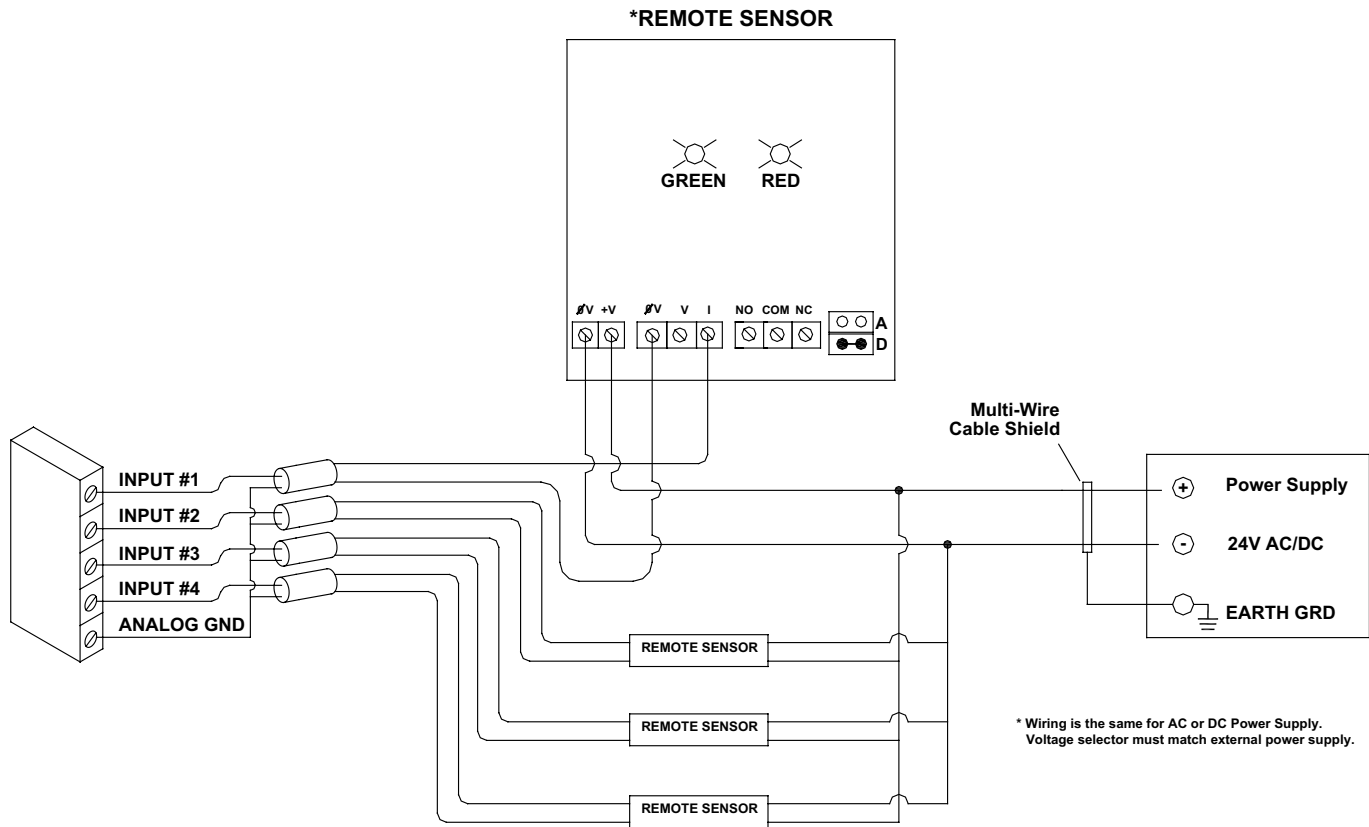 *REMOTE SENSOR
GREEN RED
ØV +V ØV V I NO COM NC
A
D
Multi-Wire
Cable Shield
INPUT #1
INPUT #2
INPUT #3
INPUT #4
ANALOG GND
+ Power Supply
- 24V AC/DC
EARTH GRD
REMOTE SENSOR
REMOTE SENSOR
REMOTE SENSOR
* Wiring is the same for AC or DC Power Supply.
Voltage selector must match external power supply.